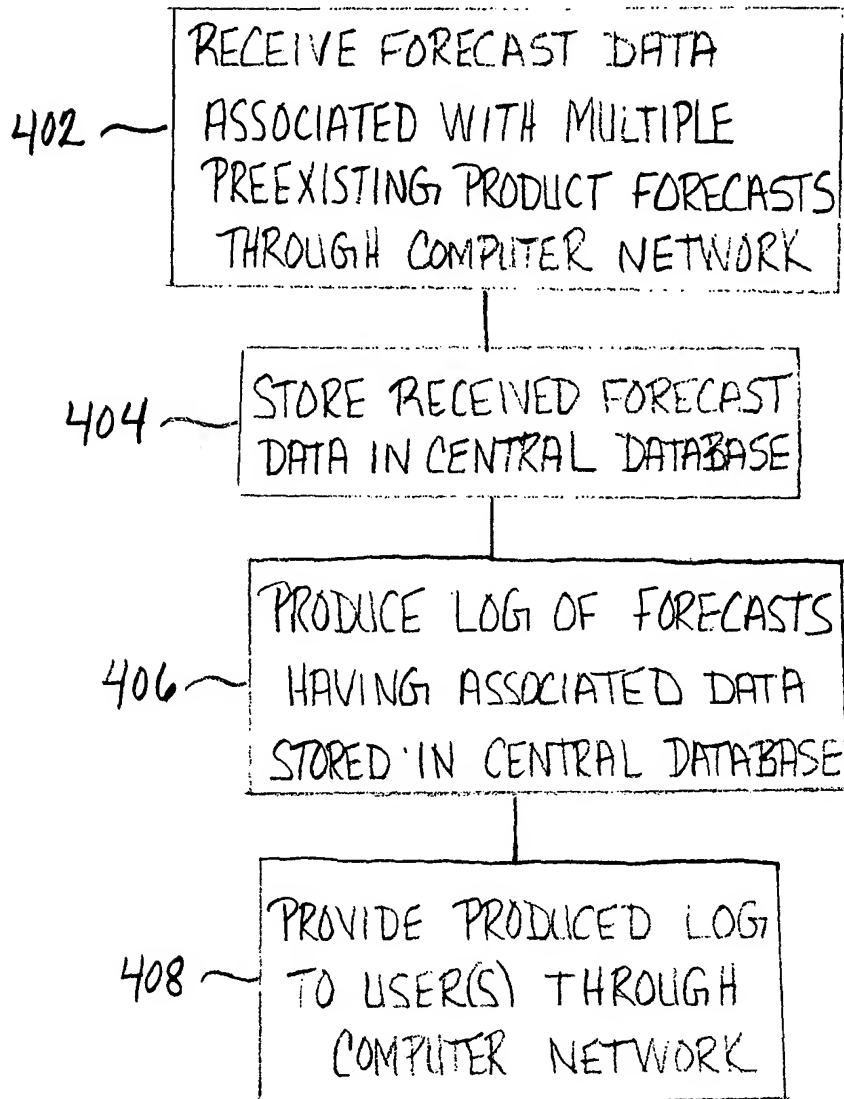 RECEIVE FORECAST DATA
402
ASSOCIATED WITH MULTIPLE
PREEXISTING PRODUCT FORECASTS
THROUGH COMPUTER NETWORK
404
STORE RECEIVED FORECAST
DATA IN CENTRAL DATABASE
PRODUCE LOG OF FORECASTS
406
HAVING ASSOCIATED DATA
STORED IN CENTRAL DATABASE
PROVIDE PRODUCED LOG
408
TO USER(S) THROUGH
COMPUTER NETWORK